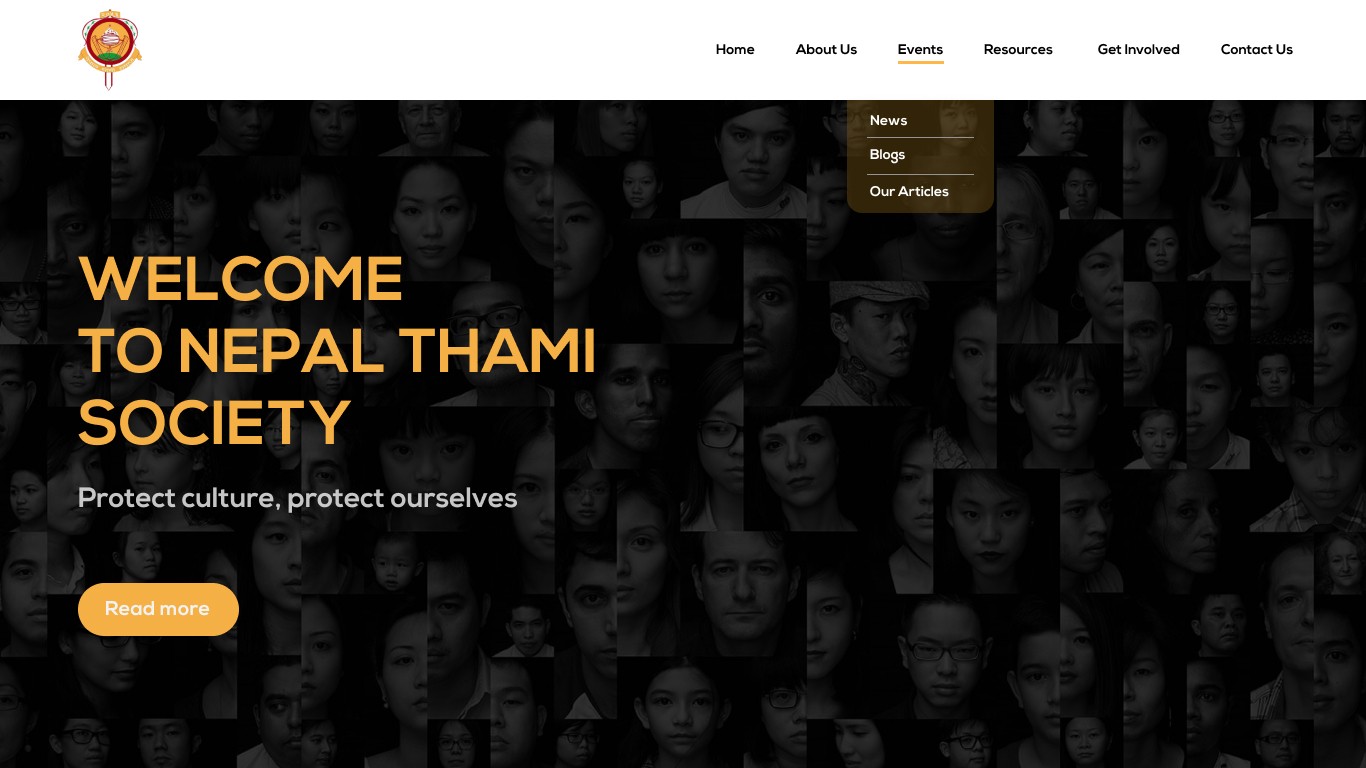 Home
About Us
Events
Resources
Get Involved
Contact Us
News
Blogs
Our Articles
WELCOME
TO NEPAL THAMI
SOCIETY
Protect culture, protect ourselves
Read more